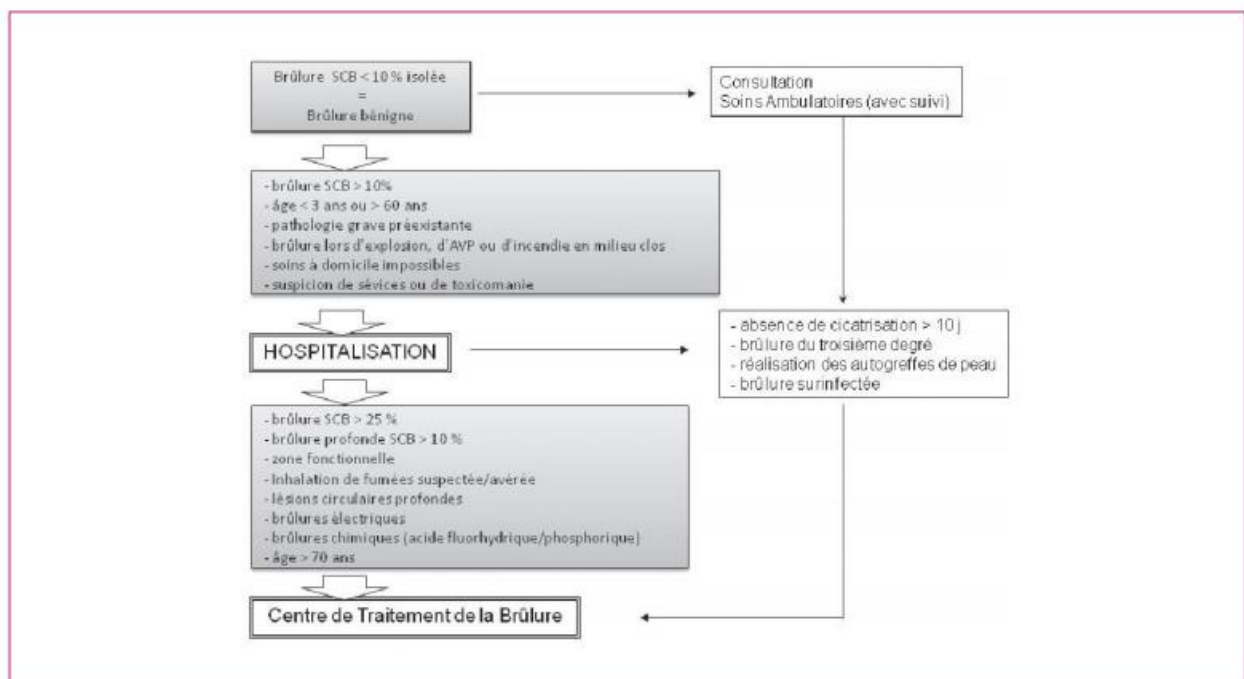 Brûlure SCB < 10 % isolée
=
Brûlure bénigne
Consultation
Soins Ambulatoires (avec suivi)
- brûlure SCB > 10%
- âge < 3 ans ou > 60 ans
- pathologie grave préexistante
- brûlure lors d'explosion, d'AVP ou d'incendie en milieu clos
- soins à domicile impossibles
- suspicion de sévices ou de toxicomanie
HOSPITALISATION
- absence de cicatrisation > 10 j
- brûlure du troisième degré
- réalisation des autogreffes de peau
- brûlure surinfectée
- brûlure SCB > 25 %
- brûlure profonde SCB > 10 %
- zone fonctionnelle
- Inhalation de fumées suspectée/avérée
- lésions circulaires profondes
- brûlures électriques
- brûlures chimiques (acide fluorhydrique/phosphorique)
- âge > 70 ans
Centre de Traitement de la Brûlure